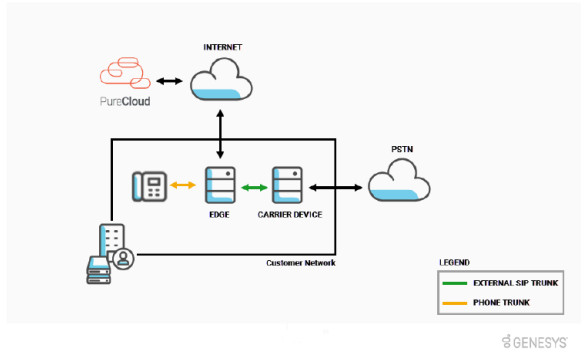 INTERNET
PureCloud
PSTN
EDGE
CARRIER DEVICE
Customer Network
LEGEND
EXTERNAL SIP TRUNK
PHONE TRUNK
GENESYS